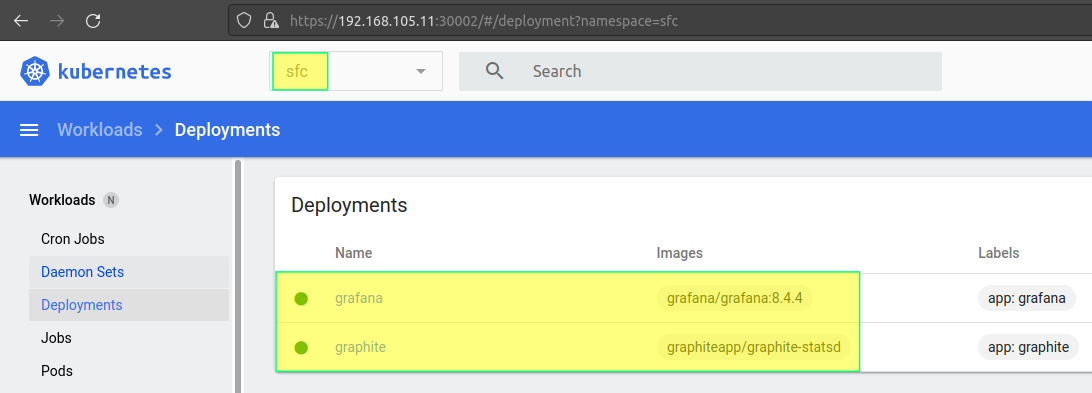 https://192.168.105.11:30002/#/deployment?namespace=sfc
kubernetes
sfc
Search
Workloads > Deployments
Workloads N
Cron Jobs
Daemon Sets
Deployments
Jobs
Pods
Deployments
Name Images Labels
grafana grafana/grafana:8.4.4 app: grafana
graphite graphiteapp/graphite-statsd app: graphite